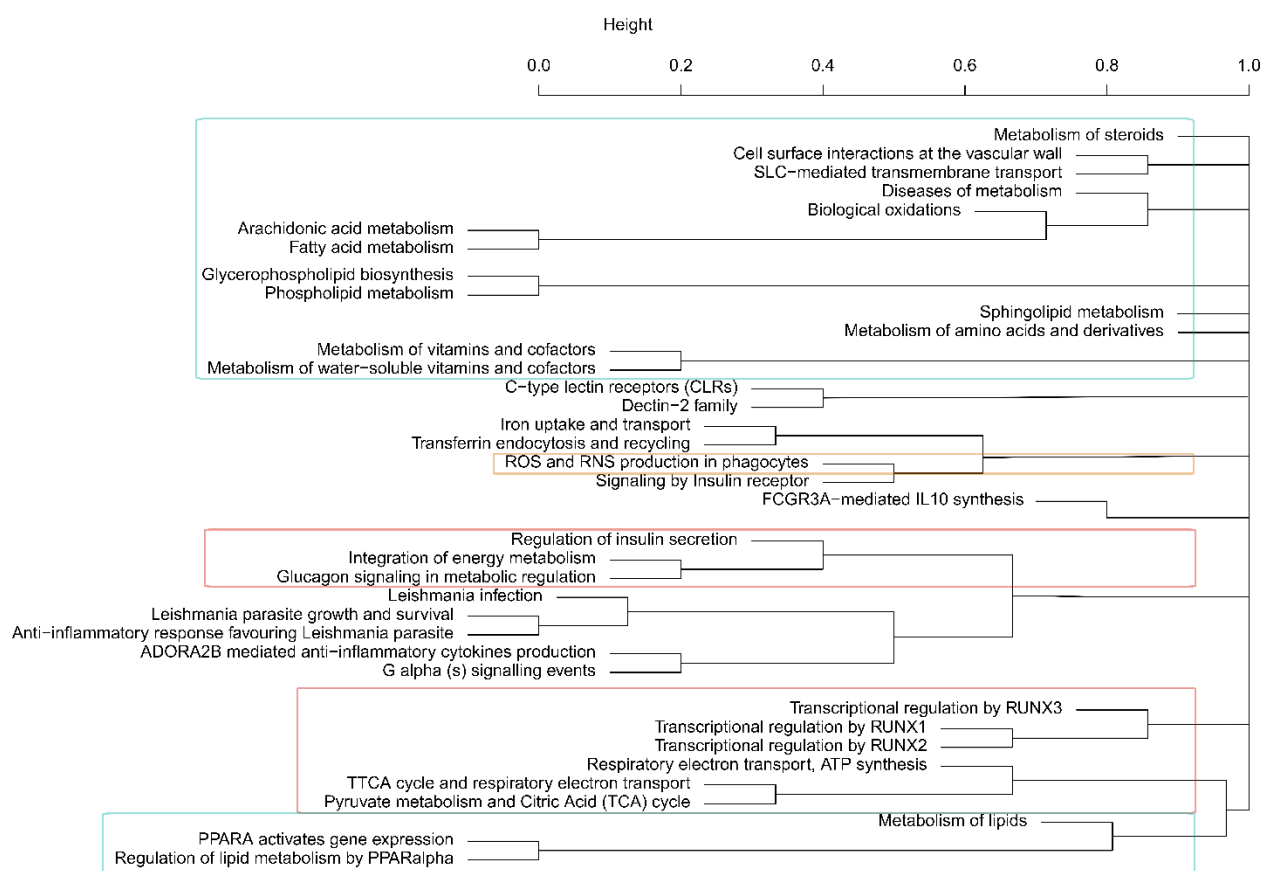 Height
0.0 0.2 0.4 0.6 0.8 1.0
Metabolism of steroids
Cell surface interactions at the vascular wall
SLC−mediated transmembrane transport
Diseases of metabolism
Biological oxidations
Arachidonic acid metabolism
Fatty acid metabolism
Glycerophospholipid biosynthesis
Phospholipid metabolism
Sphingolipid metabolism
Metabolism of amino acids and derivatives
Metabolism of vitamins and cofactors
Metabolism of water−soluble vitamins and cofactors
C−type lectin receptors (CLRs)
Dectin−2 family
Iron uptake and transport
Transferrin endocytosis and recycling
ROS and RNS production in phagocytes
Signaling by Insulin receptor
FCGR3A−mediated IL10 synthesis
Regulation of insulin secretion
Integration of energy metabolism
Glucagon signaling in metabolic regulation
Leishmania infection
Leishmania parasite growth and survival
Anti−inflammatory response favouring Leishmania parasite
ADORA2B mediated anti−inflammatory cytokines production
G alpha (s) signalling events
Transcriptional regulation by RUNX3
Transcriptional regulation by RUNX1
Transcriptional regulation by RUNX2
Respiratory electron transport, ATP synthesis
TTCA cycle and respiratory electron transport
Pyruvate metabolism and Citric Acid (TCA) cycle
Metabolism of lipids
PPARA activates gene expression
Regulation of lipid metabolism by PPARalpha